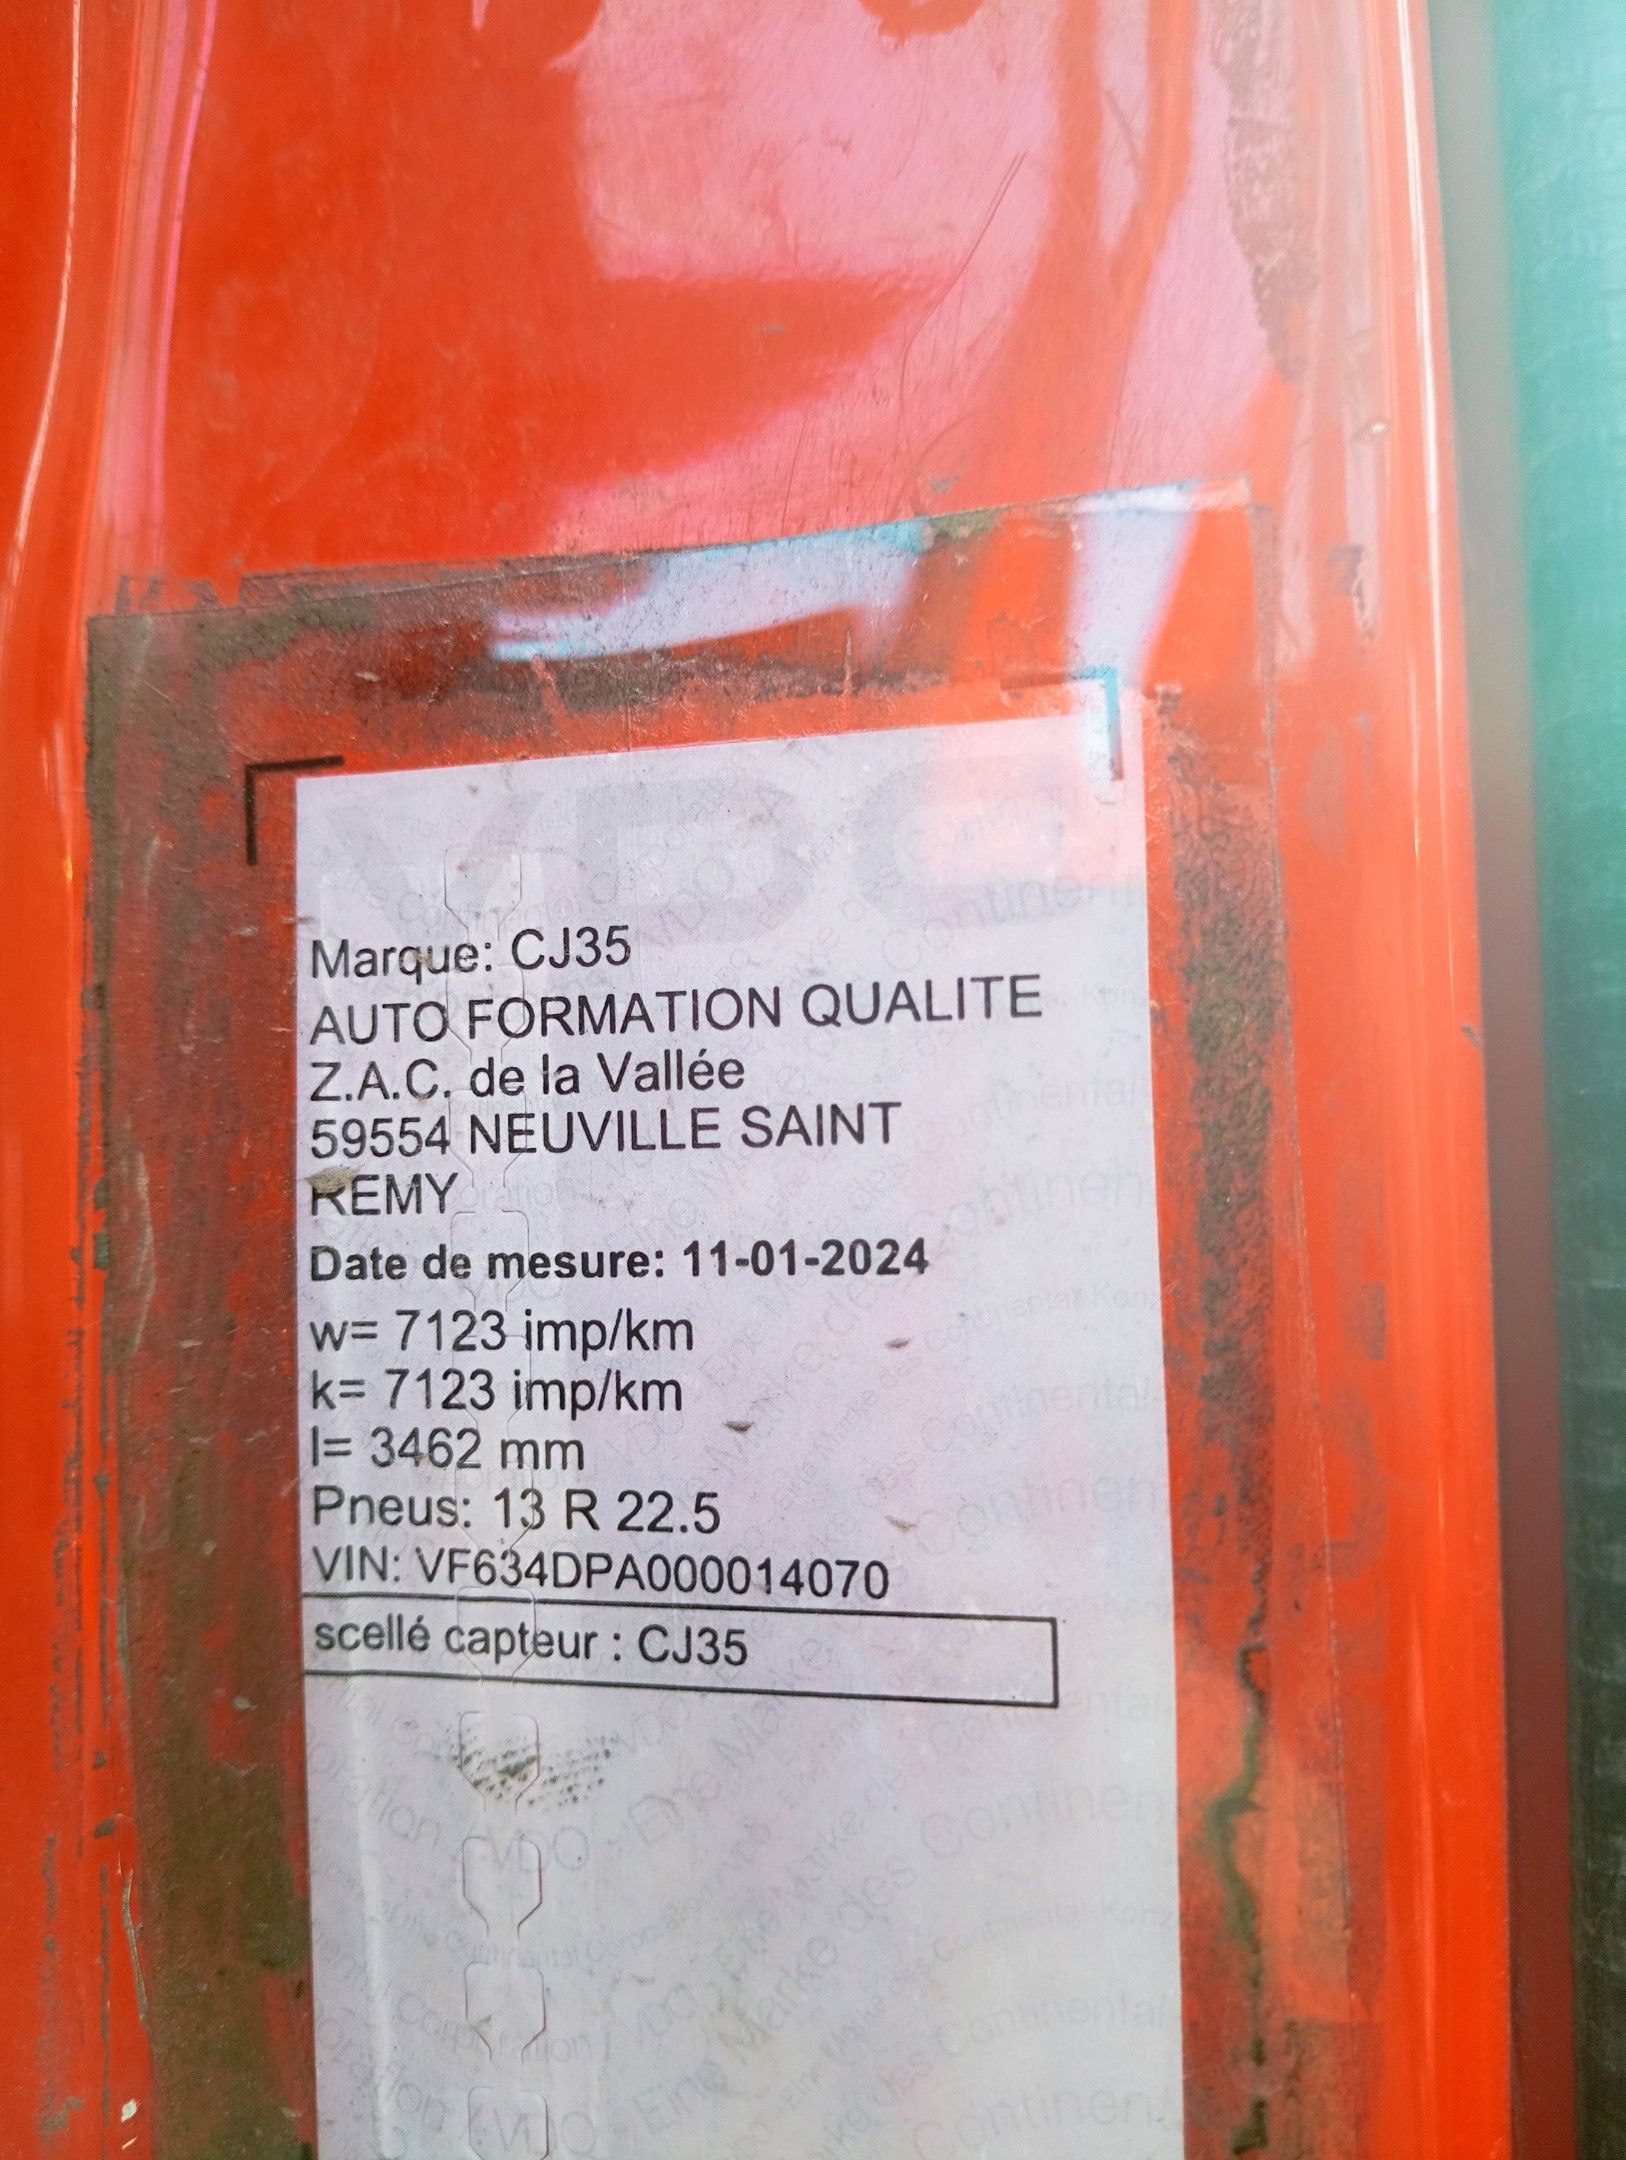 VDO
Marque: CJ35
AUTO FORMATION QUALITE
Z.A.C. de la Vallée
59554 NEUVILLE SAINT
REMY
Date de mesure: 11-01-2024
w= 7123 imp/km
k= 7123 imp/km
l= 3462 mm
Pneus: 13 R 22.5
VIN: VF634DPA000014070
scellé capteur : CJ35